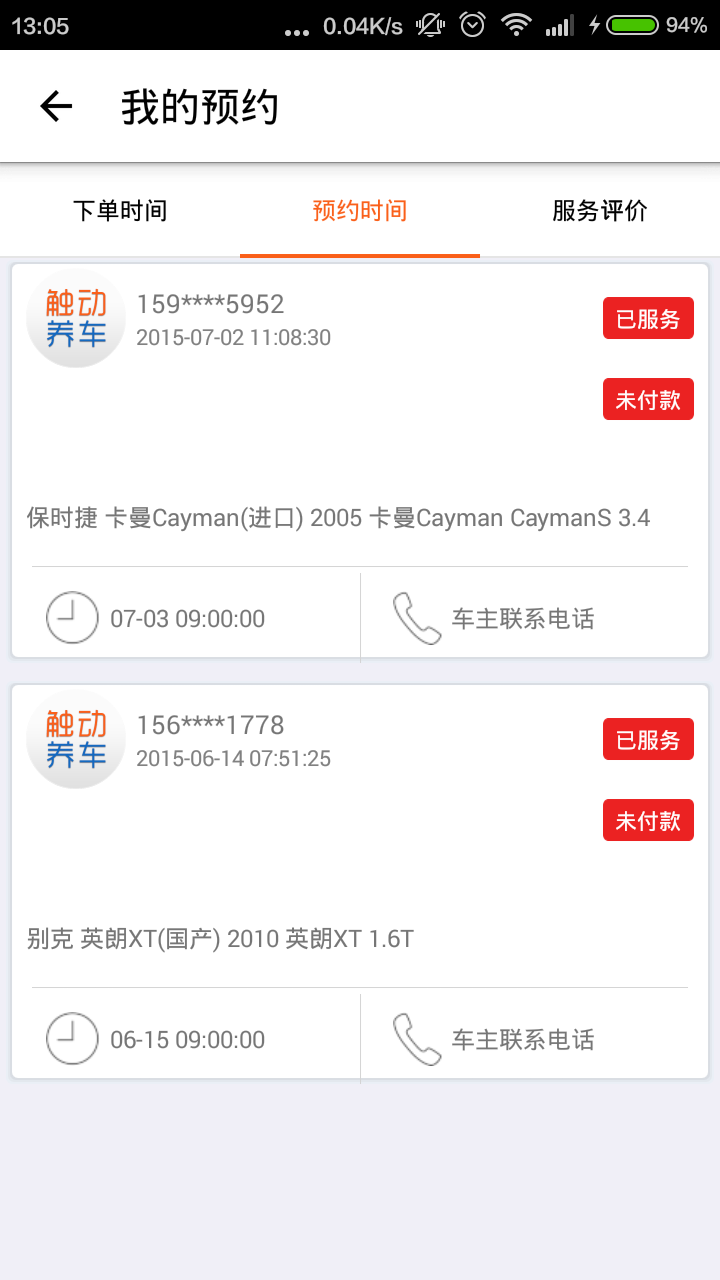 13:05 ... 0.04K/s 94%
我的预约
下单时间 预约时间 服务评价
触动
养车
159****5952
2015-07-02 11:08:30
已服务
未付款
保时捷 卡曼Cayman(进口) 2005 卡曼Cayman CaymanS 3.4
07-03 09:00:00 车主联系电话
触动
养车
156****1778
2015-06-14 07:51:25
已服务
未付款
别克 英朗XT(国产) 2010 英朗XT 1.6T
06-15 09:00:00 车主联系电话